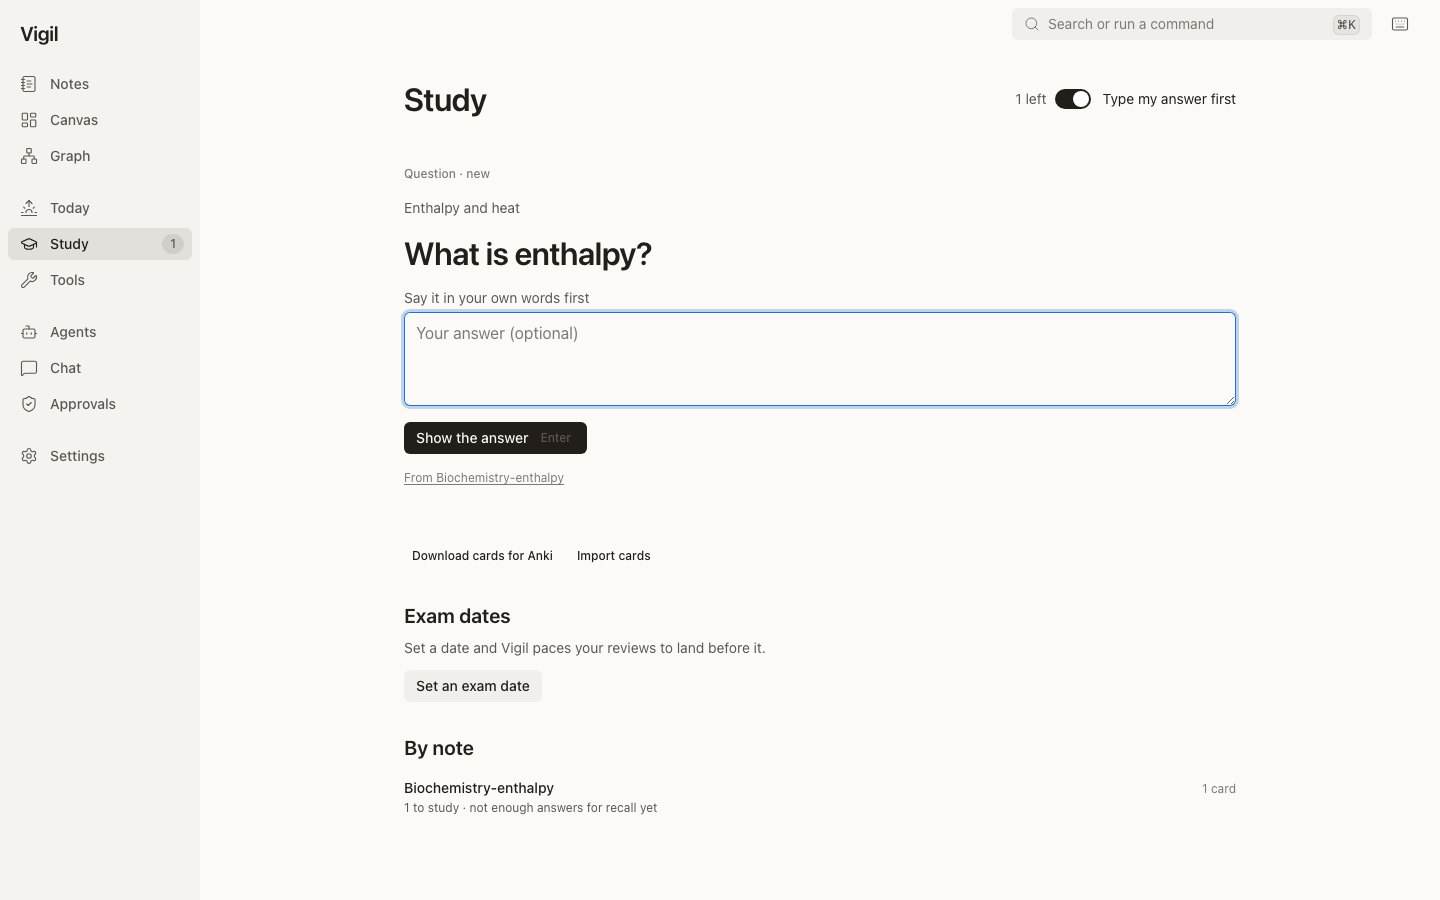 Vigil
Notes
Canvas
Graph
Today
Study 1
Tools
Agents
Chat
Approvals
Settings
Search or run a command ⌘K
Study
1 left Type my answer first
Question · new
Enthalpy and heat
What is enthalpy?
Say it in your own words first
Your answer (optional)
Show the answer Enter
From Biochemistry-enthalpy
Download cards for Anki Import cards
Exam dates
Set a date and Vigil paces your reviews to land before it.
Set an exam date
By note
Biochemistry-enthalpy 1 card
1 to study · not enough answers for recall yet